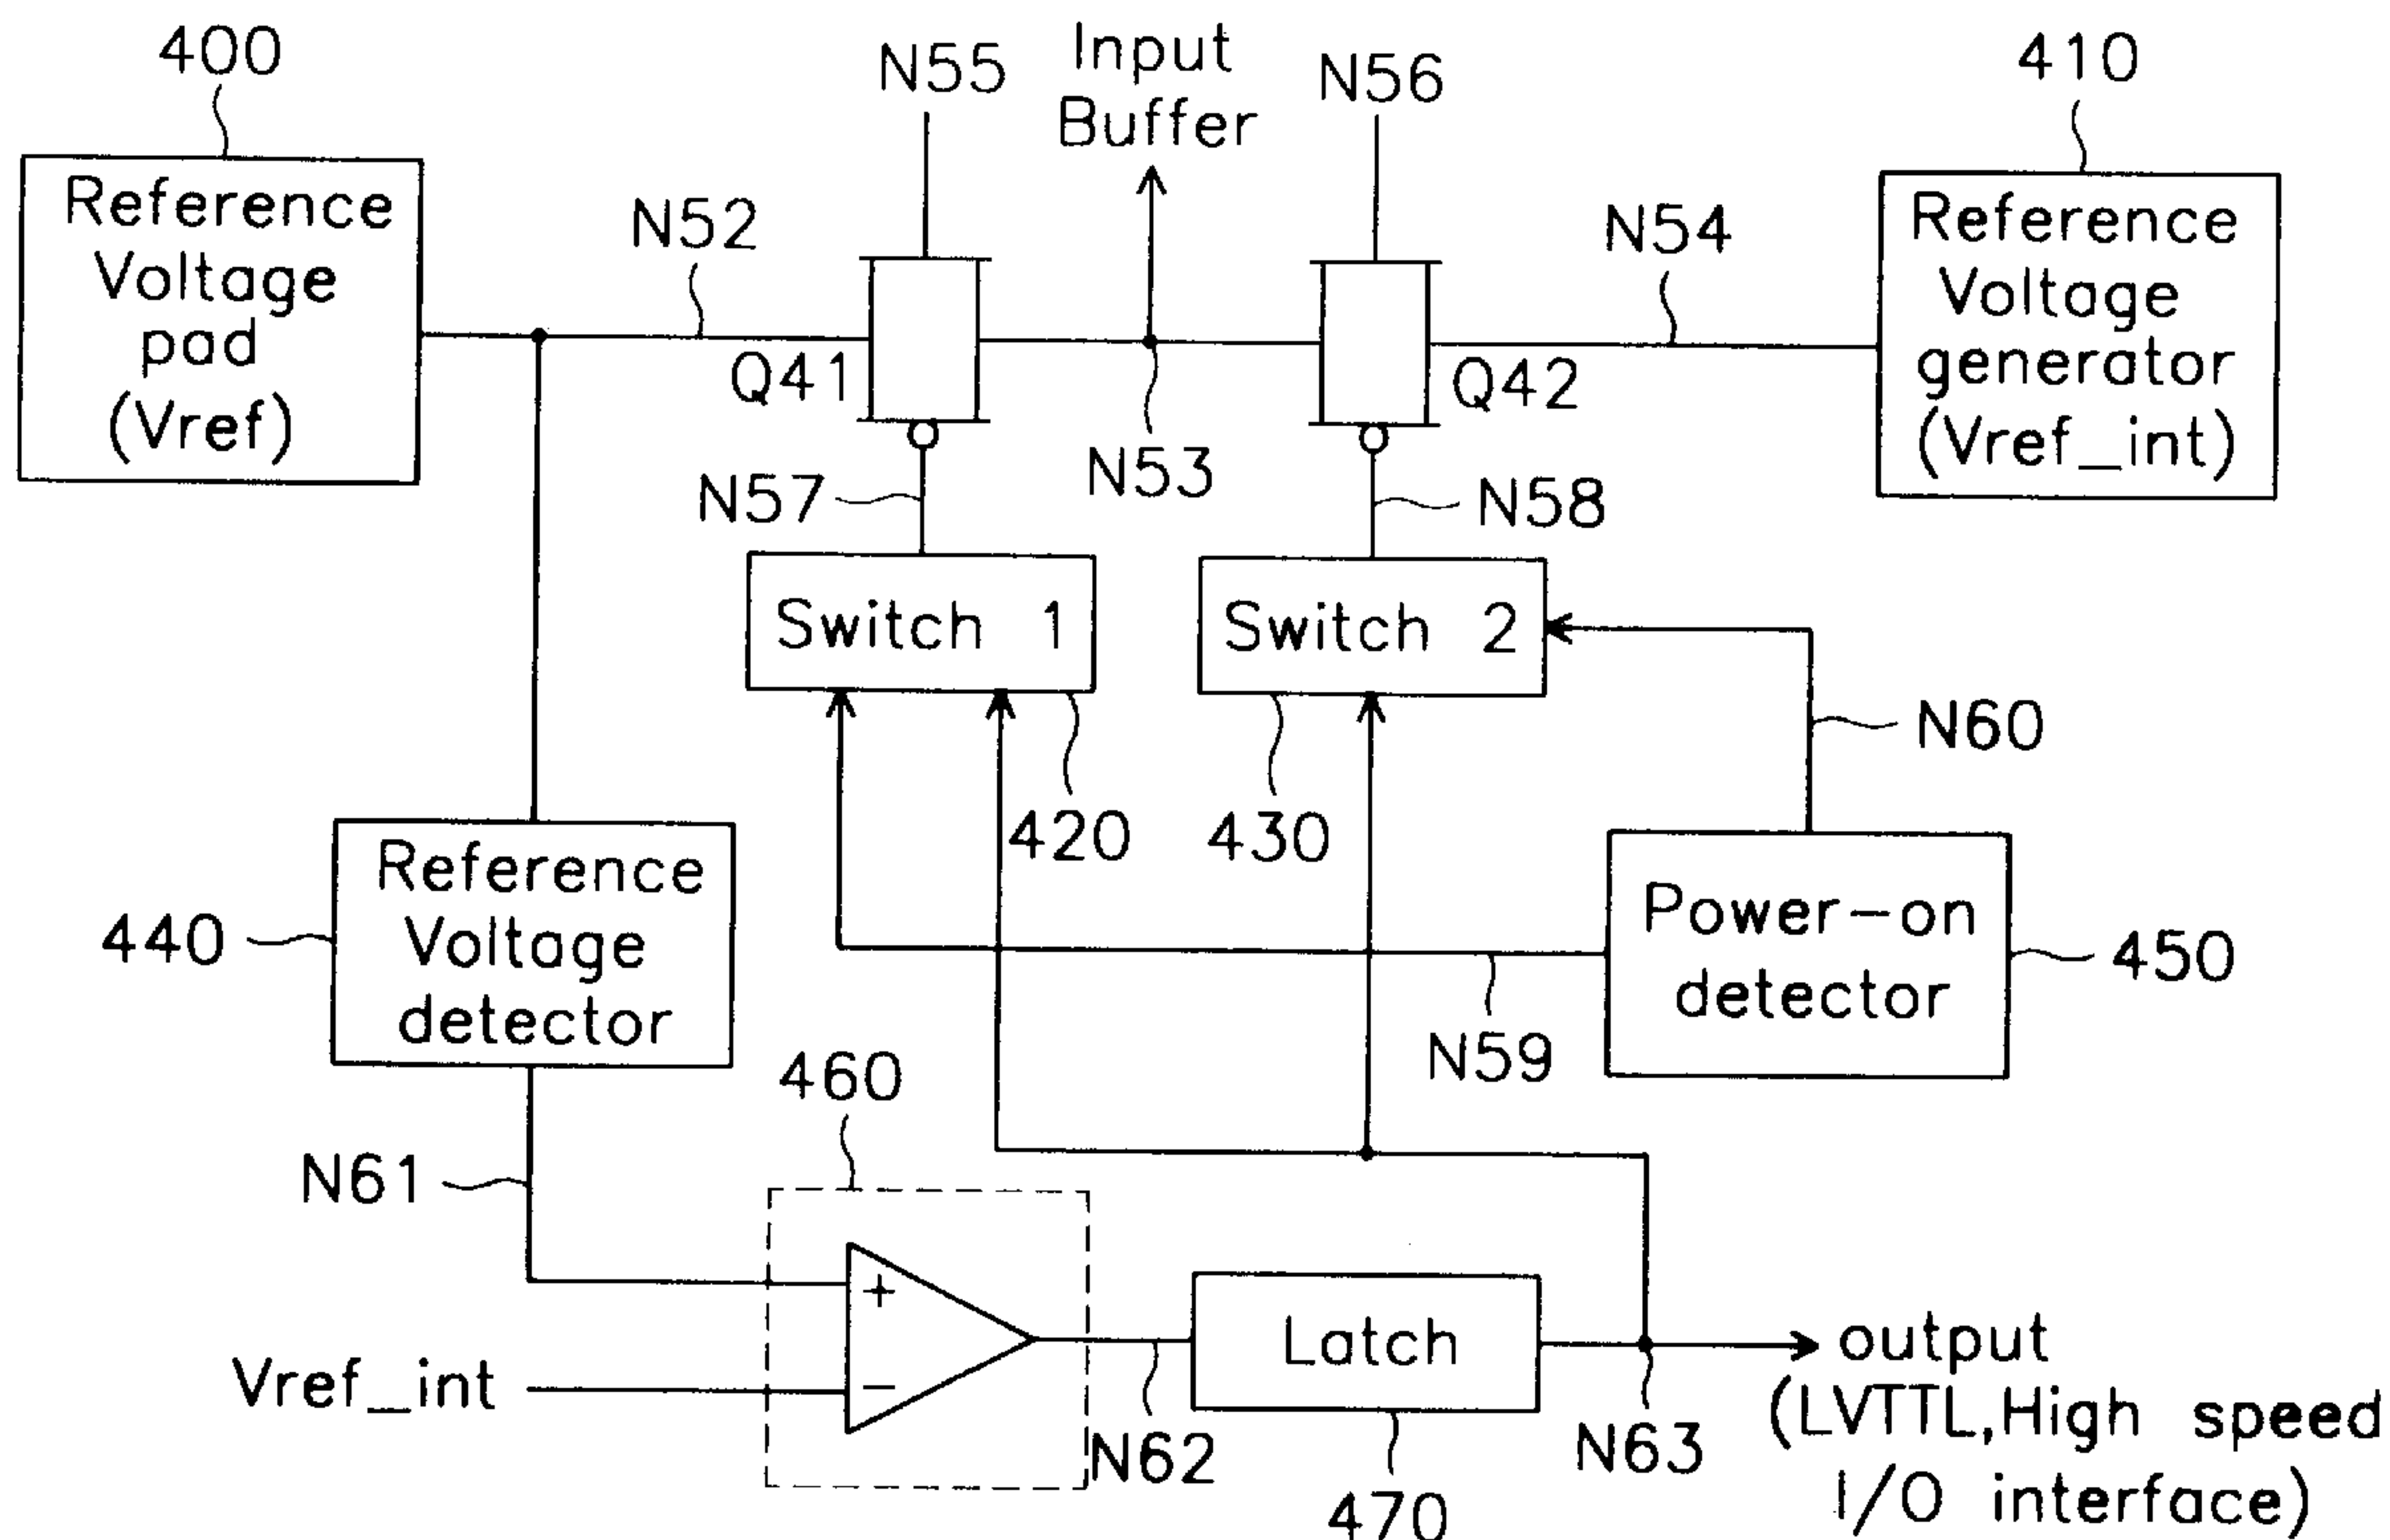 400
N55
Input
Buffer
N56
410
Reference
Voltage
pad
(Vref)
N52
Q41
N53
N54
Q42
Reference
Voltage
generator
(Vref_int)
N57
N58
Switch 1
Switch 2
N60
420
430
440
Reference
Voltage
detector
Power-on
detector
450
N59
460
N61
+
−
Vref_int
N62
Latch
470
N63
output
(LVTTL,High speed
I/O interface)